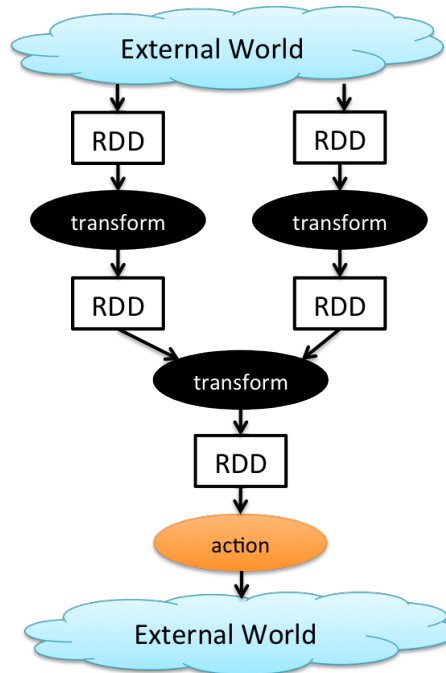 External World
RDD
RDD
transform
transform
RDD
RDD
transform
RDD
action
External World